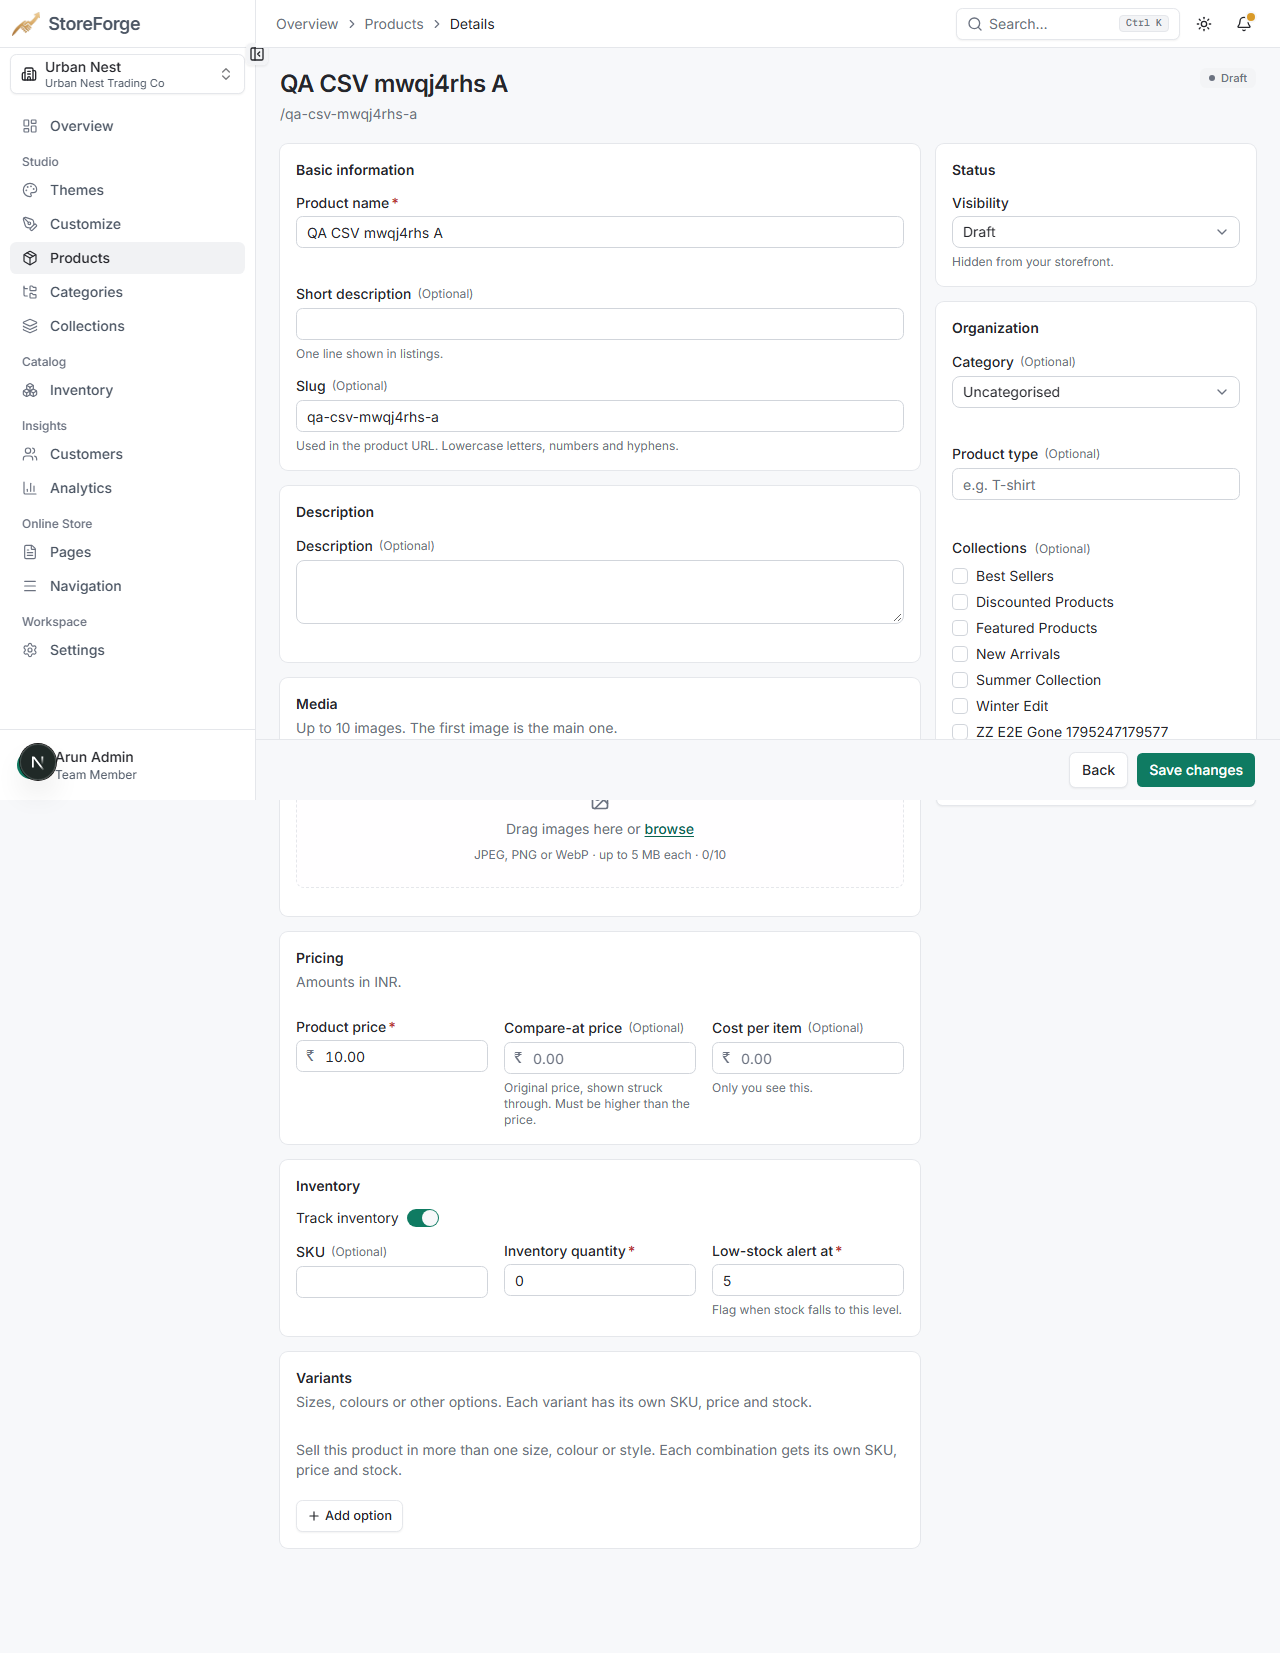 StoreForge
Overview
Products
Details
Search...
Ctrl K
Urban Nest
Urban Nest Trading Co
Overview
Studio
Themes
Customize
Products
Categories
Collections
Catalog
Inventory
Insights
Customers
Analytics
Online Store
Pages
Navigation
Workspace
Settings
N
Arun Admin
Team Member
QA CSV mwqj4rhs A
/qa-csv-mwqj4rhs-a
Draft
Basic information
Product name*
QA CSV mwqj4rhs A
Short description (Optional)
One line shown in listings.
Slug (Optional)
qa-csv-mwqj4rhs-a
Used in the product URL. Lowercase letters, numbers and hyphens.
Description
Description (Optional)
Media
Up to 10 images. The first image is the main one.
Drag images here or browse
JPEG, PNG or WebP · up to 5 MB each · 0/10
Pricing
Amounts in INR.
Product price*
₹ 10.00
Compare-at price (Optional)
₹ 0.00
Original price, shown struck
through. Must be higher than the
price.
Cost per item (Optional)
₹ 0.00
Only you see this.
Inventory
Track inventory
SKU (Optional)
Inventory quantity*
0
Low-stock alert at*
5
Flag when stock falls to this level.
Variants
Sizes, colours or other options. Each variant has its own SKU, price and stock.
Sell this product in more than one size, colour or style. Each combination gets its own SKU,
price and stock.
+ Add option
Status
Visibility
Draft
Hidden from your storefront.
Organization
Category (Optional)
Uncategorised
Product type (Optional)
e.g. T-shirt
Collections (Optional)
Best Sellers
Discounted Products
Featured Products
New Arrivals
Summer Collection
Winter Edit
ZZ E2E Gone 1795247179577
Back
Save changes